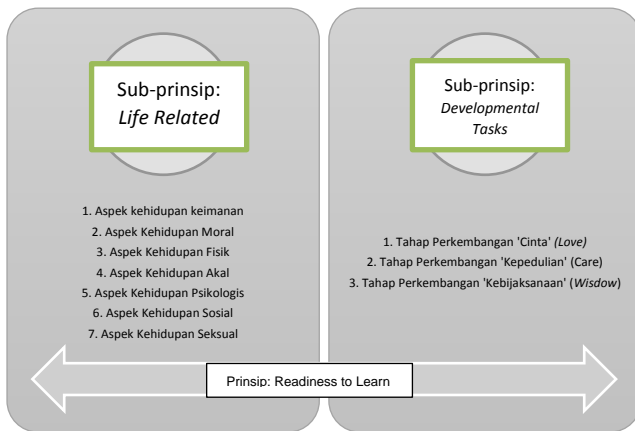 Sub-prinsip:
Life Related
1. Aspek kehidupan keimanan
2. Aspek Kehidupan Moral
3. Aspek Kehidupan Fisik
4. Aspek Kehidupan Akal
5. Aspek Kehidupan Psikologis
6. Aspek Kehidupan Sosial
7. Aspek Kehidupan Seksual
Sub-prinsip:
Developmental
Tasks
1. Tahap Perkembangan 'Cinta' (Love)
2. Tahap Perkembangan 'Kepedulian' (Care)
3. Tahap Perkembangan 'Kebijaksanaan' (Wisdow)
Prinsip: Readiness to Learn